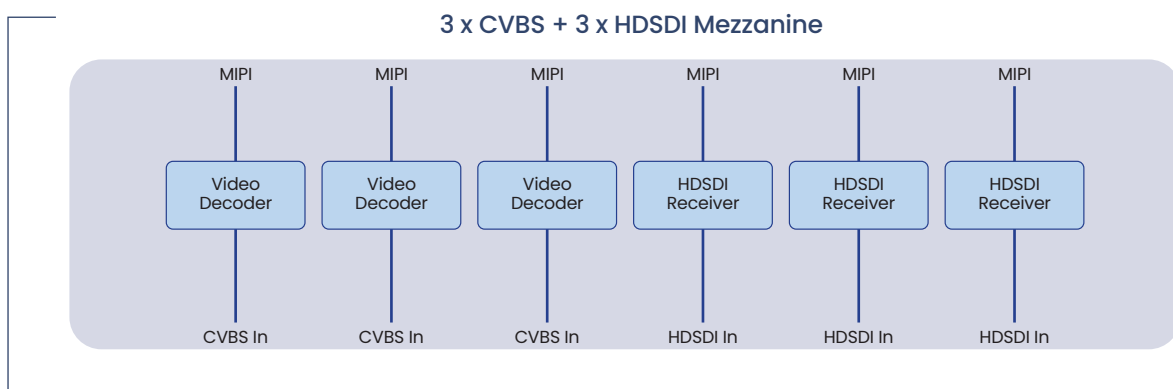 3 x CVBS + 3 x HDSDI Mezzanine
MIPI MIPI MIPI MIPI MIPI MIPI
Video Video Video HDSDI HDSDI HDSDI
Decoder Decoder Decoder Receiver Receiver Receiver
CVBS In CVBS In CVBS In HDSDI In HDSDI In HDSDI In